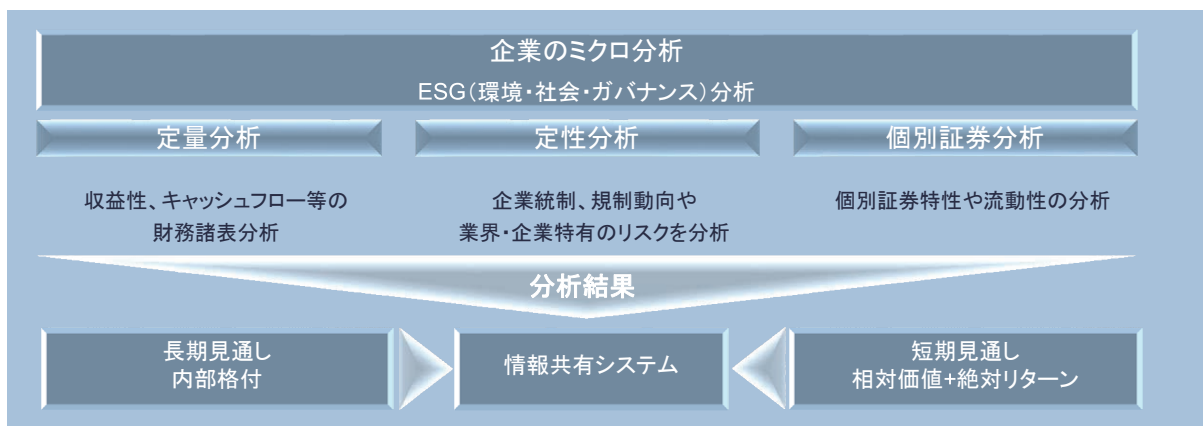 企業のミクロ分析
ESG(環境・社会・ガバナンス)分析
定量分析
定性分析
個別証券分析
収益性、キャッシュフロー等の
財務諸表分析
企業統制、規制動向や
業界・企業特有のリスクを分析
個別証券特性や流動性の分析
分析結果
長期見通し
内部格付
情報共有システム
短期見通し
相対価値+絶対リターン